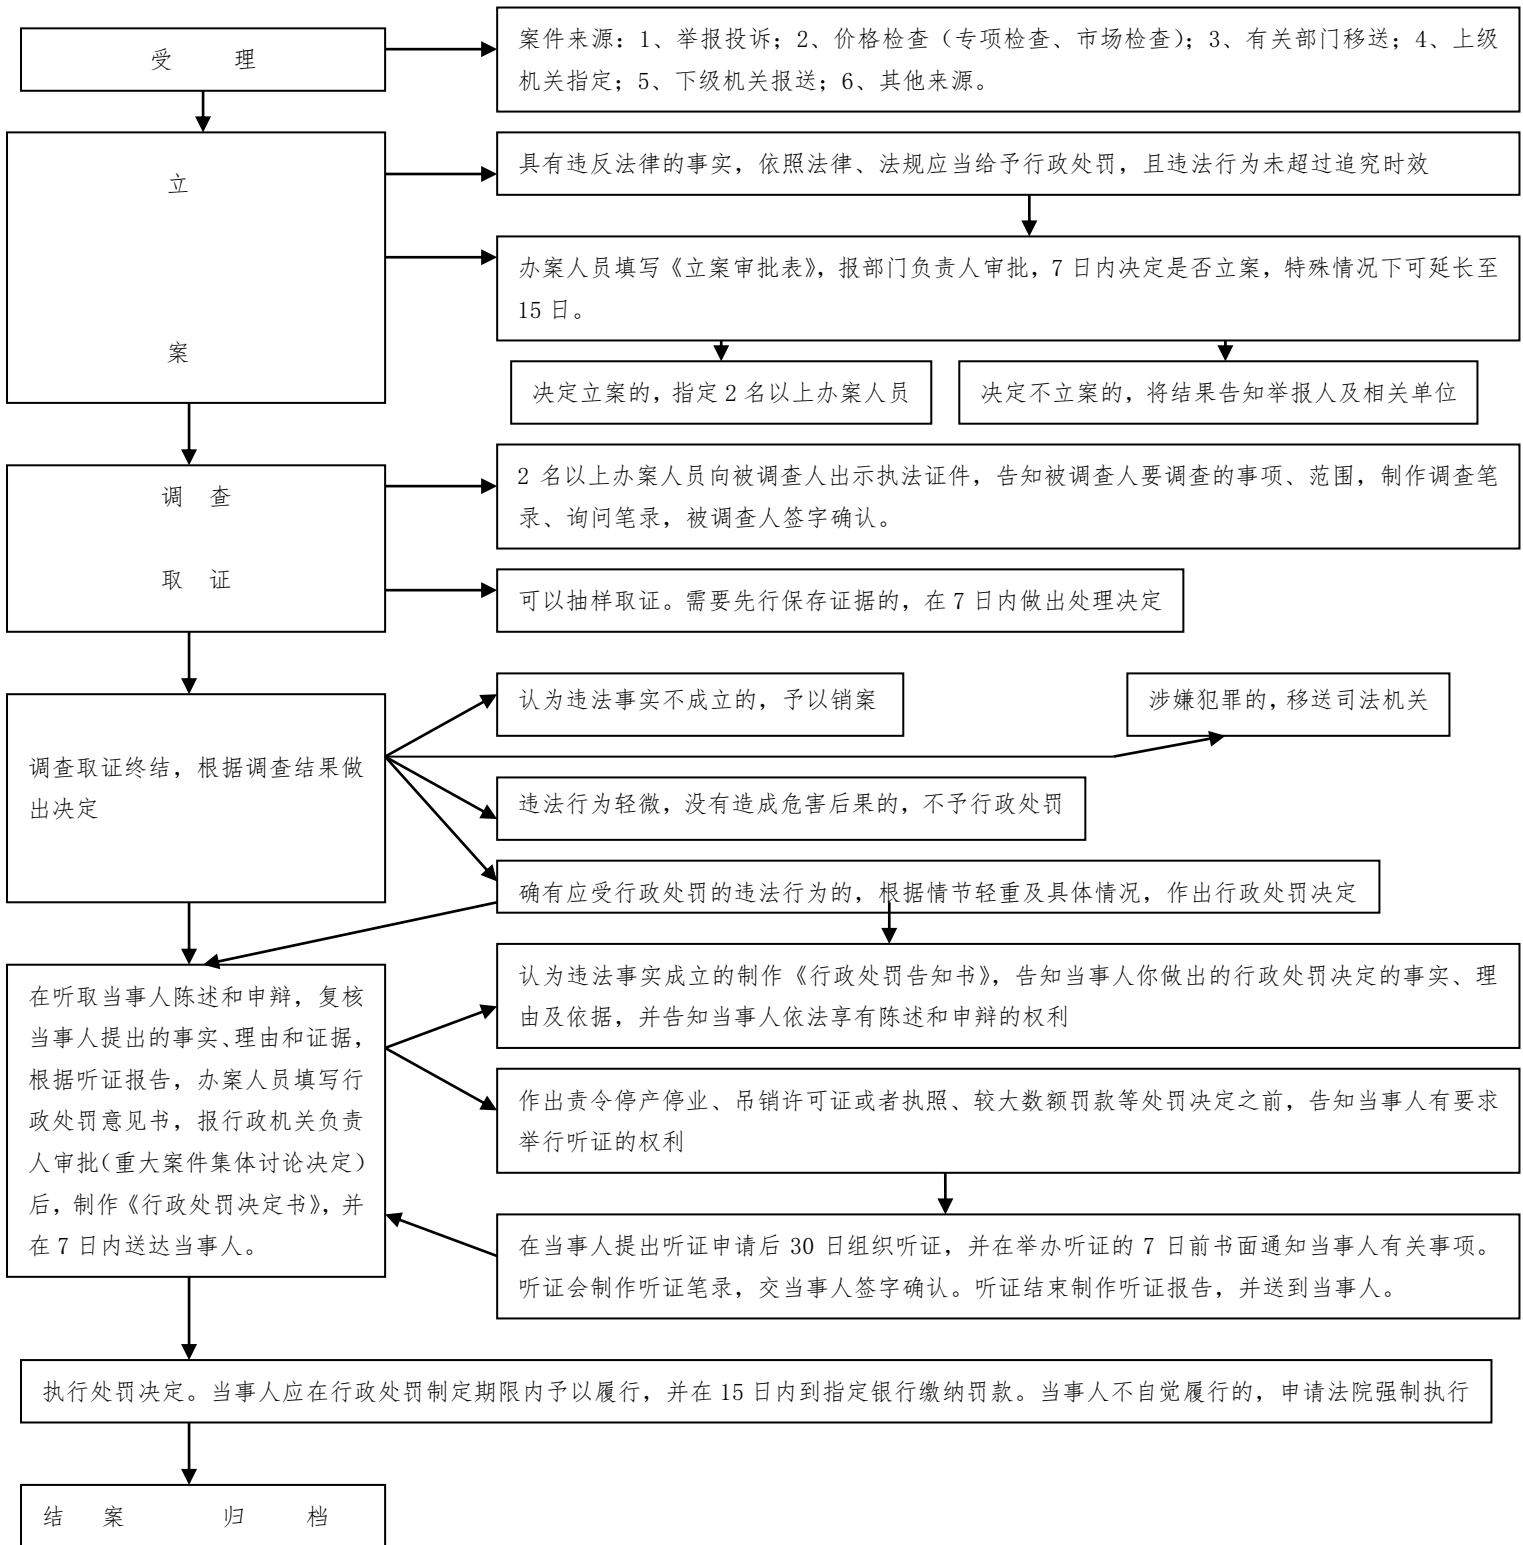 受 理
案件来源：1、举报投诉；2、价格检查（专项检查、市场检查）；3、有关部门移送；4、上级
机关指定；5、下级机关报送；6、其他来源。
立
案
具有违反法律的事实，依照法律、法规应当给予行政处罚，且违法行为未超过追究时效
办案人员填写《立案审批表》，报部门负责人审批，7 日内决定是否立案，特殊情况下可延长至
15 日。
决定立案的，指定 2 名以上办案人员
决定不立案的，将结果告知举报人及相关单位
调 查
取 证
2 名以上办案人员向被调查人出示执法证件，告知被调查人要调查的事项、范围，制作调查笔
录、询问笔录，被调查人签字确认。
可以抽样取证。需要先行保存证据的，在 7 日内做出处理决定
调查取证终结，根据调查结果做
出决定
认为违法事实不成立的，予以销案
涉嫌犯罪的，移送司法机关
违法行为轻微，没有造成危害后果的，不予行政处罚
确有应受行政处罚的违法行为的，根据情节轻重及具体情况，作出行政处罚决定
在听取当事人陈述和申辩，复核
当事人提出的事实、理由和证据，
根据听证报告，办案人员填写行
政处罚意见书，报行政机关负责
人审批（重大案件集体讨论决定）
后，制作《行政处罚决定书》，并
在 7 日内送达当事人。
认为违法事实成立的制作《行政处罚告知书》，告知当事人你做出的行政处罚决定的事实、理
由及依据，并告知当事人依法享有陈述和申辩的权利
作出责令停产停业、吊销许可证或者执照、较大数额罚款等处罚决定之前，告知当事人有要求
举行听证的权利
在当事人提出听证申请后 30 日组织听证，并在举办听证的 7 日前书面通知当事人有关事项。
听证会制作听证笔录，交当事人签字确认。听证结束制作听证报告，并送到当事人。
执行处罚决定。当事人应在行政处罚制定期限内予以履行，并在 15 日内到指定银行缴纳罚款。当事人不自觉履行的，申请法院强制执行
结 案 归 档